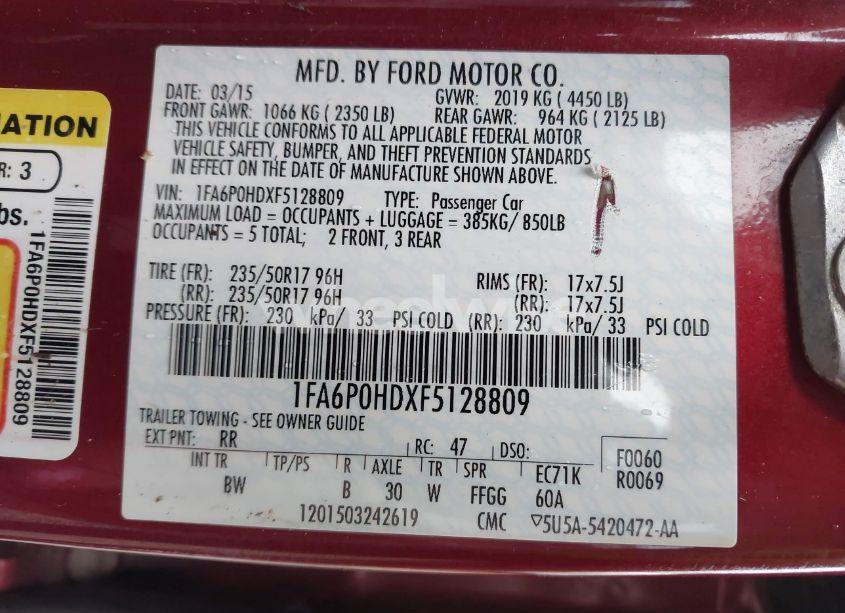 MFD. BY FORD MOTOR CO.
DATE: 03/15 GVWR: 2019 KG ( 4450 LB)
FRONT GAWR: 1066 KG ( 2350 LB) REAR GAWR: 964 KG ( 2125 LB)
THIS VEHICLE CONFORMS TO ALL APPLICABLE FEDERAL MOTOR
VEHICLE SAFETY, BUMPER, AND THEFT PREVENTION STANDARDS
IN EFFECT ON THE DATE OF MANUFACTURE SHOWN ABOVE.
VIN: 1FA6P0HDXF5128809 TYPE: Passenger Car
MAXIMUM LOAD = OCCUPANTS + LUGGAGE = 385KG/ 850LB
OCCUPANTS = 5 TOTAL; 2 FRONT, 3 REAR
TIRE (FR): 235/50R17 96H RIMS (FR): 17x7.5J
(RR): 235/50R17 96H (RR): 17x7.5J
PRESSURE (FR): 230 kPa/ 33 PSI COLD (RR): 230 kPa/ 33 PSI COLD
1FA6P0HDXF5128809
TRAILER TOWING - SEE OWNER GUIDE
EXT PNT: RR RC: 47 DSO: F0060
R0069
INT TR TP/PS R AXLE TR SPR EC71K
BW B 30 W FFGG 60A
1201503242619 CMC ▽5U5A-5420472-AA
R: 3
bs.
1FA6P0HDXF5128809